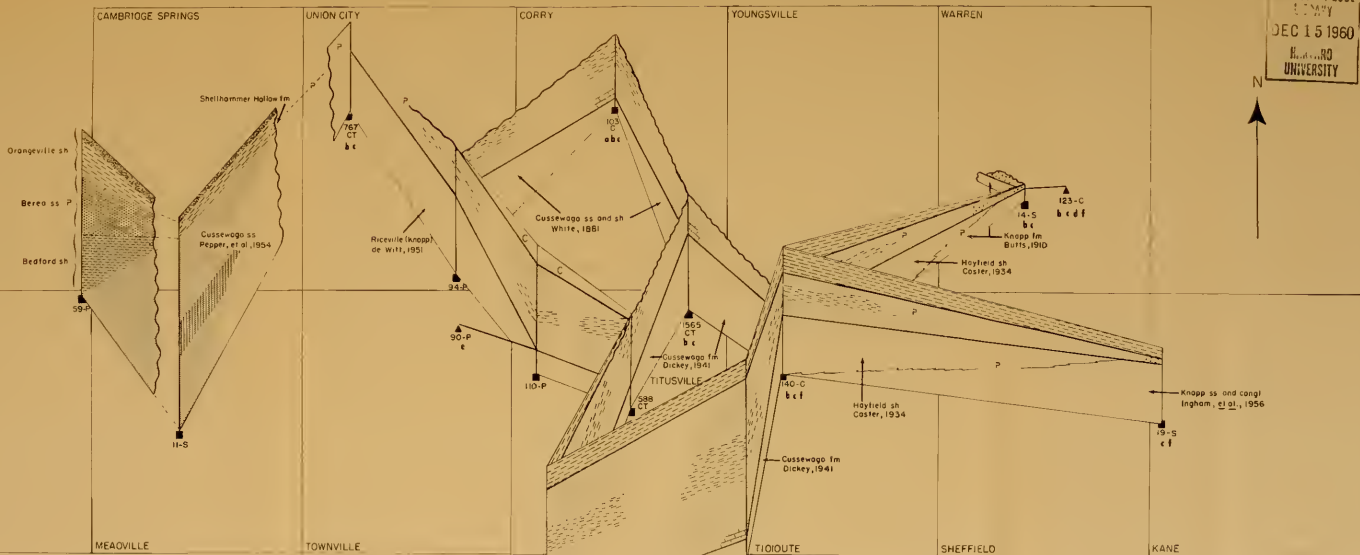 CAMBRIDGE SPRINGS
UNION CITY
CORRY
YOUNGSVILLE
WARREN
DEC 15 1960
UNIVERSITY
N
Shellhammer Hollow fm
Orangeville sh
Berea ss
?
Bedford sh
59-P
Cussewago ss
Pepper, et al, 1954
11-S
?
?
767
CT
b c
?
Riceville (Knapp)
de Witt, 1951
94-P
90-P
e
110-P
103
C
a b c
Cussewago ss and sh
White, 1881
C
C
1565
CT
b c
Cussewago fm
Dickey, 1941
TITUSVILLE
588
CT
140-C
b c f
Cussewago fm
Dickey, 1941
Hayfield sh
Caster, 1934
?
?
?
?
?
14-S
b c
123-C
b c d f
Knapp fm
Butts, 1910
Hayfield sh
Caster, 1934
Knapp ss and congl
Ingham, et al., 1956
19-S
c f
MEADVILLE
TOWNVILLE
TIDIOUTE
SHEFFIELD
KANE